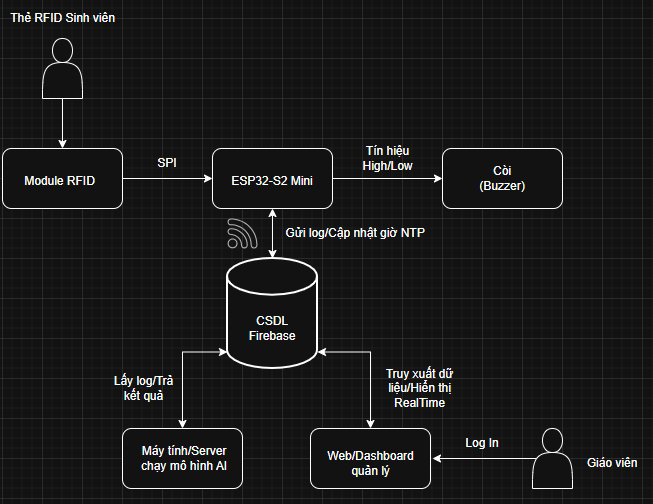 Thẻ RFID Sinh viên
Module RFID
SPI
ESP32-S2 Mini
Tín hiệu
High/Low
Còi
(Buzzer)
Gửi log/Cập nhật giờ NTP
CSDL
Firebase
Lấy log/Trả
kết quả
Truy xuất dữ
liệu/Hiển thị
RealTime
Máy tính/Server
chạy mô hình AI
Web/Dashboard
quản lý
Log In
Giáo viên